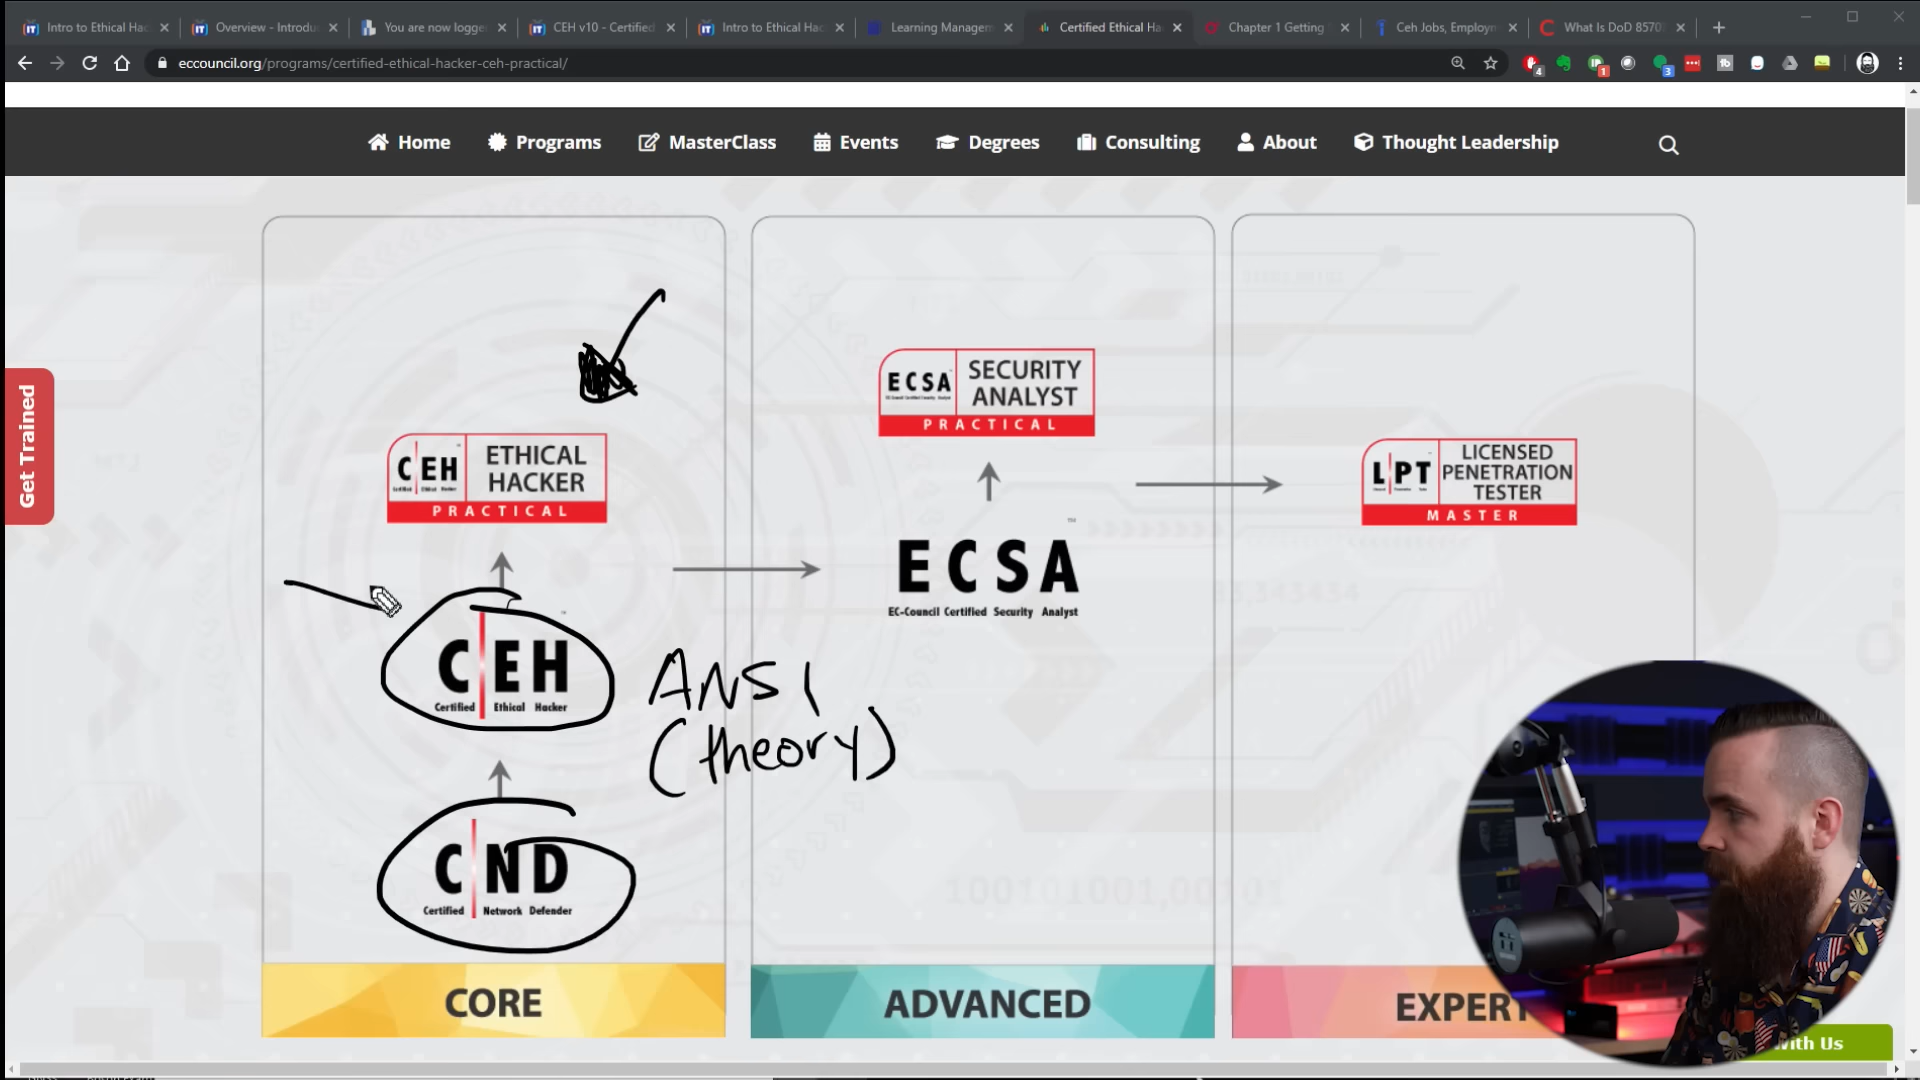 Intro to Ethical Hac
Overview - Introdu
You are now logge
CEH v10 - Certified
Intro to Ethical Hac
Learning Managem
Certified Ethical Ha
Chapter 1 Getting
Ceh Jobs, Employm
What Is DoD 8570
eccouncil.org/programs/certified-ethical-hacker-ceh-practical/
4
1
3
Home
Programs
MasterClass
Events
Degrees
Consulting
About
Thought Leadership
Get Trained
CEH
ETHICAL
HACKER
PRACTICAL
CEH
Certified Ethical Hacker
ANSI
(theory)
CND
Certified Network Defender
CORE
ECSA
SECURITY
ANALYST
PRACTICAL
ECSA
EC-Council Certified Security Analyst
ADVANCED
LPT
LICENSED
PENETRATION
TESTER
MASTER
EXPERT
With Us